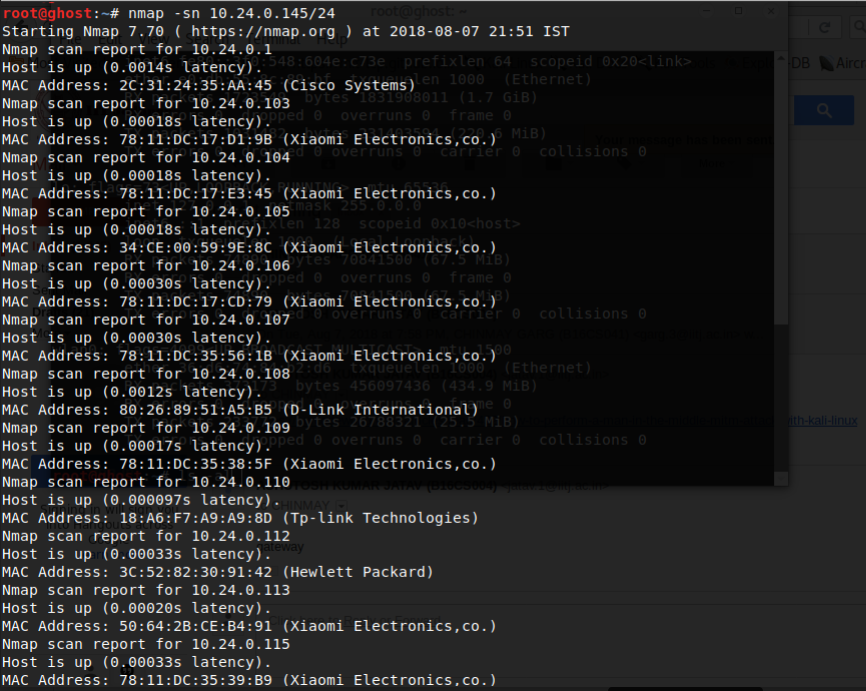 root@ghost:~# nmap -sn 10.24.0.145/24
Starting Nmap 7.70 ( https://nmap.org ) at 2018-08-07 21:51 IST
Nmap scan report for 10.24.0.1
Host is up (0.0014s latency).
MAC Address: 2C:31:24:35:AA:45 (Cisco Systems)
Nmap scan report for 10.24.0.103
Host is up (0.00018s latency).
MAC Address: 78:11:DC:17:D1:9B (Xiaomi Electronics,co.)
Nmap scan report for 10.24.0.104
Host is up (0.00018s latency).
MAC Address: 78:11:DC:17:E3:45 (Xiaomi Electronics,co.)
Nmap scan report for 10.24.0.105
Host is up (0.00018s latency).
MAC Address: 34:CE:00:59:9E:8C (Xiaomi Electronics,co.)
Nmap scan report for 10.24.0.106
Host is up (0.00030s latency).
MAC Address: 78:11:DC:17:CD:79 (Xiaomi Electronics,co.)
Nmap scan report for 10.24.0.107
Host is up (0.00030s latency).
MAC Address: 78:11:DC:35:56:1B (Xiaomi Electronics,co.)
Nmap scan report for 10.24.0.108
Host is up (0.0012s latency).
MAC Address: 80:26:89:51:A5:B5 (D-Link International)
Nmap scan report for 10.24.0.109
Host is up (0.00017s latency).
MAC Address: 78:11:DC:35:38:5F (Xiaomi Electronics,co.)
Nmap scan report for 10.24.0.110
Host is up (0.000097s latency).
MAC Address: 18:A6:F7:A9:A9:8D (Tp-link Technologies)
Nmap scan report for 10.24.0.112
Host is up (0.00033s latency).
MAC Address: 3C:52:82:30:91:42 (Hewlett Packard)
Nmap scan report for 10.24.0.113
Host is up (0.00020s latency).
MAC Address: 50:64:2B:CE:B4:91 (Xiaomi Electronics,co.)
Nmap scan report for 10.24.0.115
Host is up (0.00033s latency).
MAC Address: 78:11:DC:35:39:B9 (Xiaomi Electronics,co.)